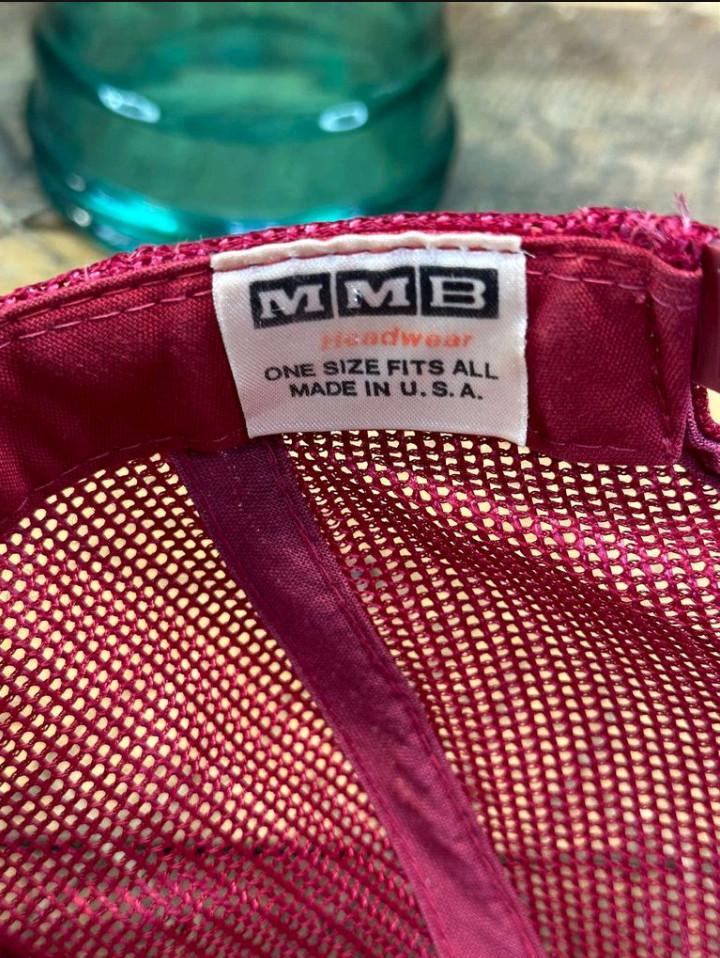 MMB
Headwear
ONE SIZE FITS ALL
MADE IN U.S.A.